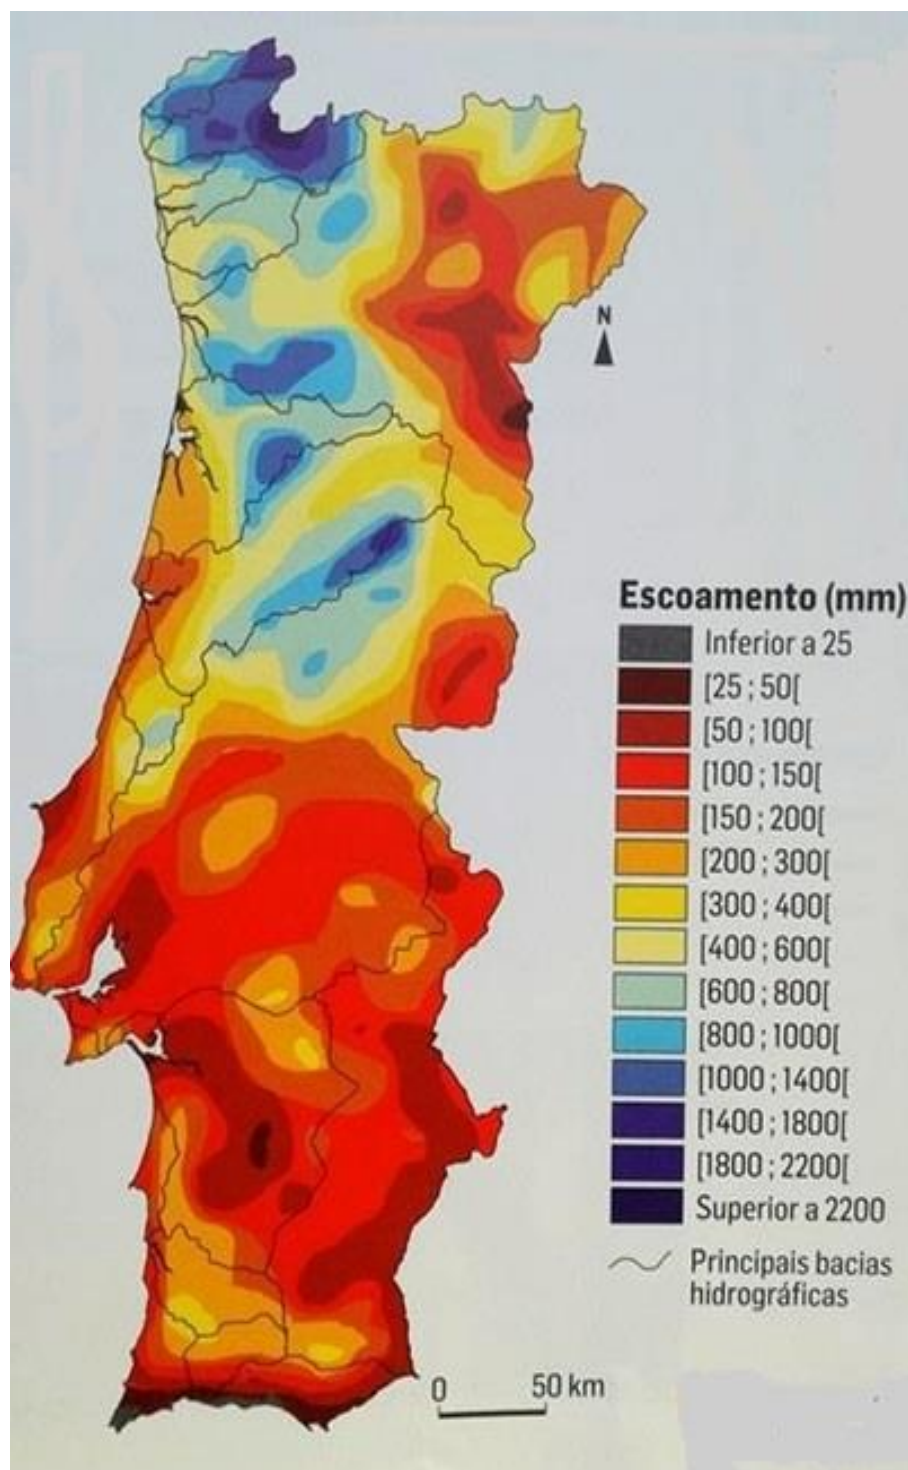 N
Escoamento (mm)
Inferior a 25
[25 ; 50[
[50 ; 100[
[100 ; 150[
[150 ; 200[
[200 ; 300[
[300 ; 400[
[400 ; 600[
[600 ; 800[
[800 ; 1000[
[1000 ; 1400[
[1400 ; 1800[
[1800 ; 2200[
Superior a 2200
Principais bacias
hidrográficas
0 50 km